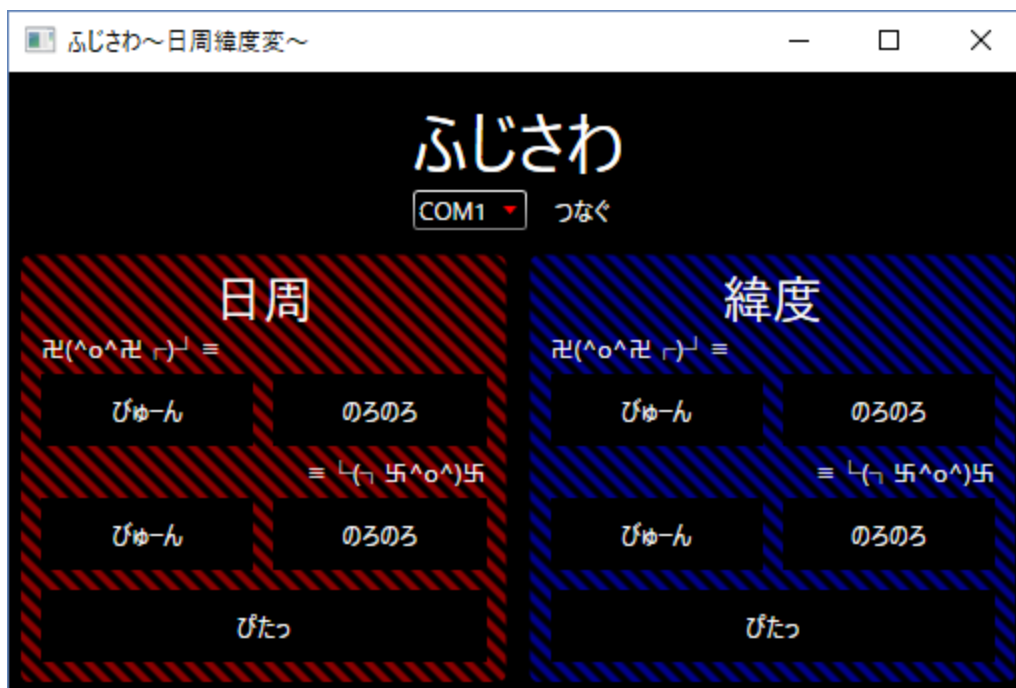 ふじさわ～日周緯度変～
ふじさわ
COM1 つなぐ
日周
卍(^o^卍 ┌)┘ ≡
びゅーん のろのろ
≡ └(┐ 卐^o^)卐
びゅーん のろのろ
ぴたっ
緯度
卍(^o^卍 ┌)┘ ≡
びゅーん のろのろ
≡ └(┐ 卐^o^)卐
びゅーん のろのろ
ぴたっ